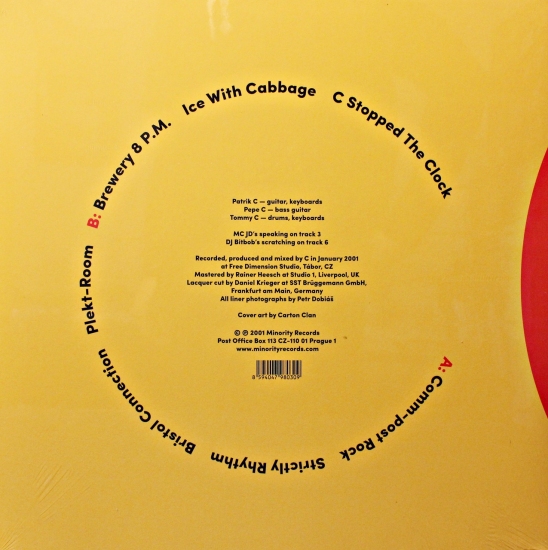 A: Comm-post Rock
Strictly Rhythm
Bristol Connection
Plekt-Room
B: Brewery 8 P.M.
Ice With Cabbage
C Stopped The Clock
Patrik C — guitar, keyboards
Pepe C — bass guitar
Tommy C — drums, keyboards
MC JD's speaking on track 3
DJ Bitbob's scratching on track 6
Recorded, produced and mixed by C in January 2001
at Free Dimension Studio, Tábor, CZ
Mastered by Rainer Heesch at Studio 1, Liverpool, UK
Lacquer cut by Daniel Krieger at SST Brüggemann GmbH,
Frankfurt am Main, Germany
All liner photographs by Petr Dobiáš
Cover art by Carton Clan
© ℗ 2001 Minority Records
Post Office Box 113 CZ-110 01 Prague 1
www.minorityrecords.com
8 594047 980309